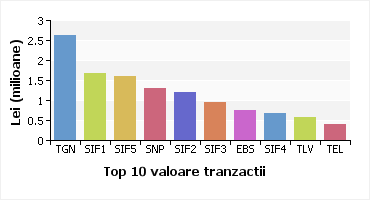 Lei (milioane)
3
2.5
2
1.5
1
0.5
0
TGN SIF1 SIF5 SNP SIF2 SIF3 EBS SIF4 TLV TEL
Top 10 valoare tranzactii